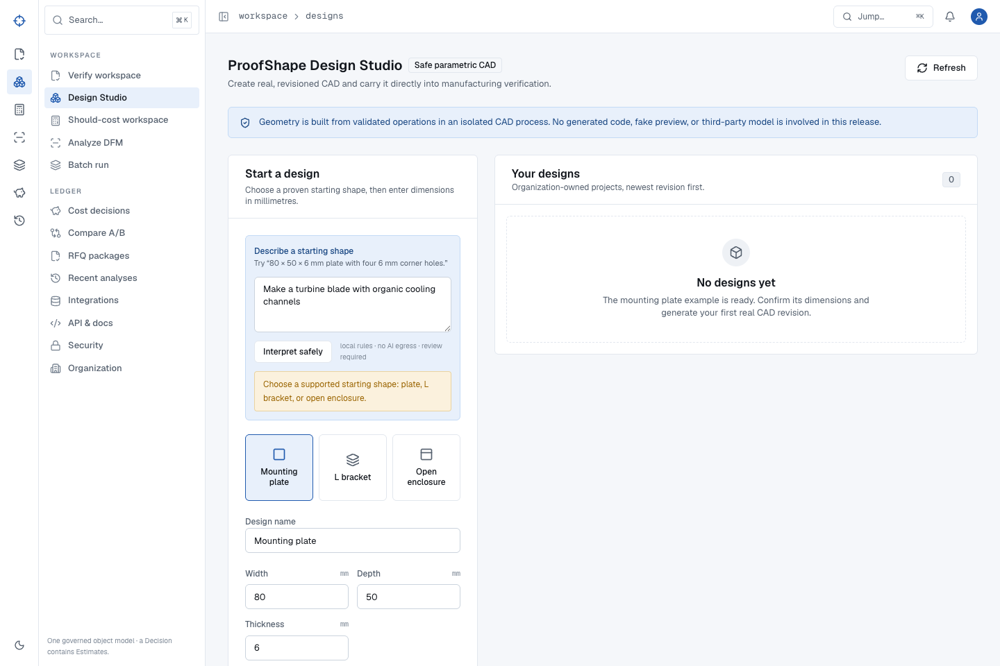 Search...
⌘ K
WORKSPACE
Verify workspace
Design Studio
Should-cost workspace
Analyze DFM
Batch run
LEDGER
Cost decisions
Compare A/B
RFQ packages
Recent analyses
Integrations
API & docs
Security
Organization
One governed object model · a Decision
contains Estimates.
workspace > designs
Jump...
⌘K
ProofShape Design Studio
Safe parametric CAD
Create real, revisioned CAD and carry it directly into manufacturing verification.
Refresh
Geometry is built from validated operations in an isolated CAD process. No generated code, fake preview, or third-party model is involved in this release.
Start a design
Choose a proven starting shape, then enter dimensions
in millimetres.
Describe a starting shape
Try “80 × 50 × 6 mm plate with four 6 mm corner holes.”
Make a turbine blade with organic cooling
channels
Interpret safely
local rules · no AI egress · review
required
Choose a supported starting shape: plate, L
bracket, or open enclosure.
Mounting
plate
L bracket
Open
enclosure
Design name
Mounting plate
Width mm
80
Depth mm
50
Thickness mm
6
Your designs
Organization-owned projects, newest revision first.
0
No designs yet
The mounting plate example is ready. Confirm its dimensions and
generate your first real CAD revision.